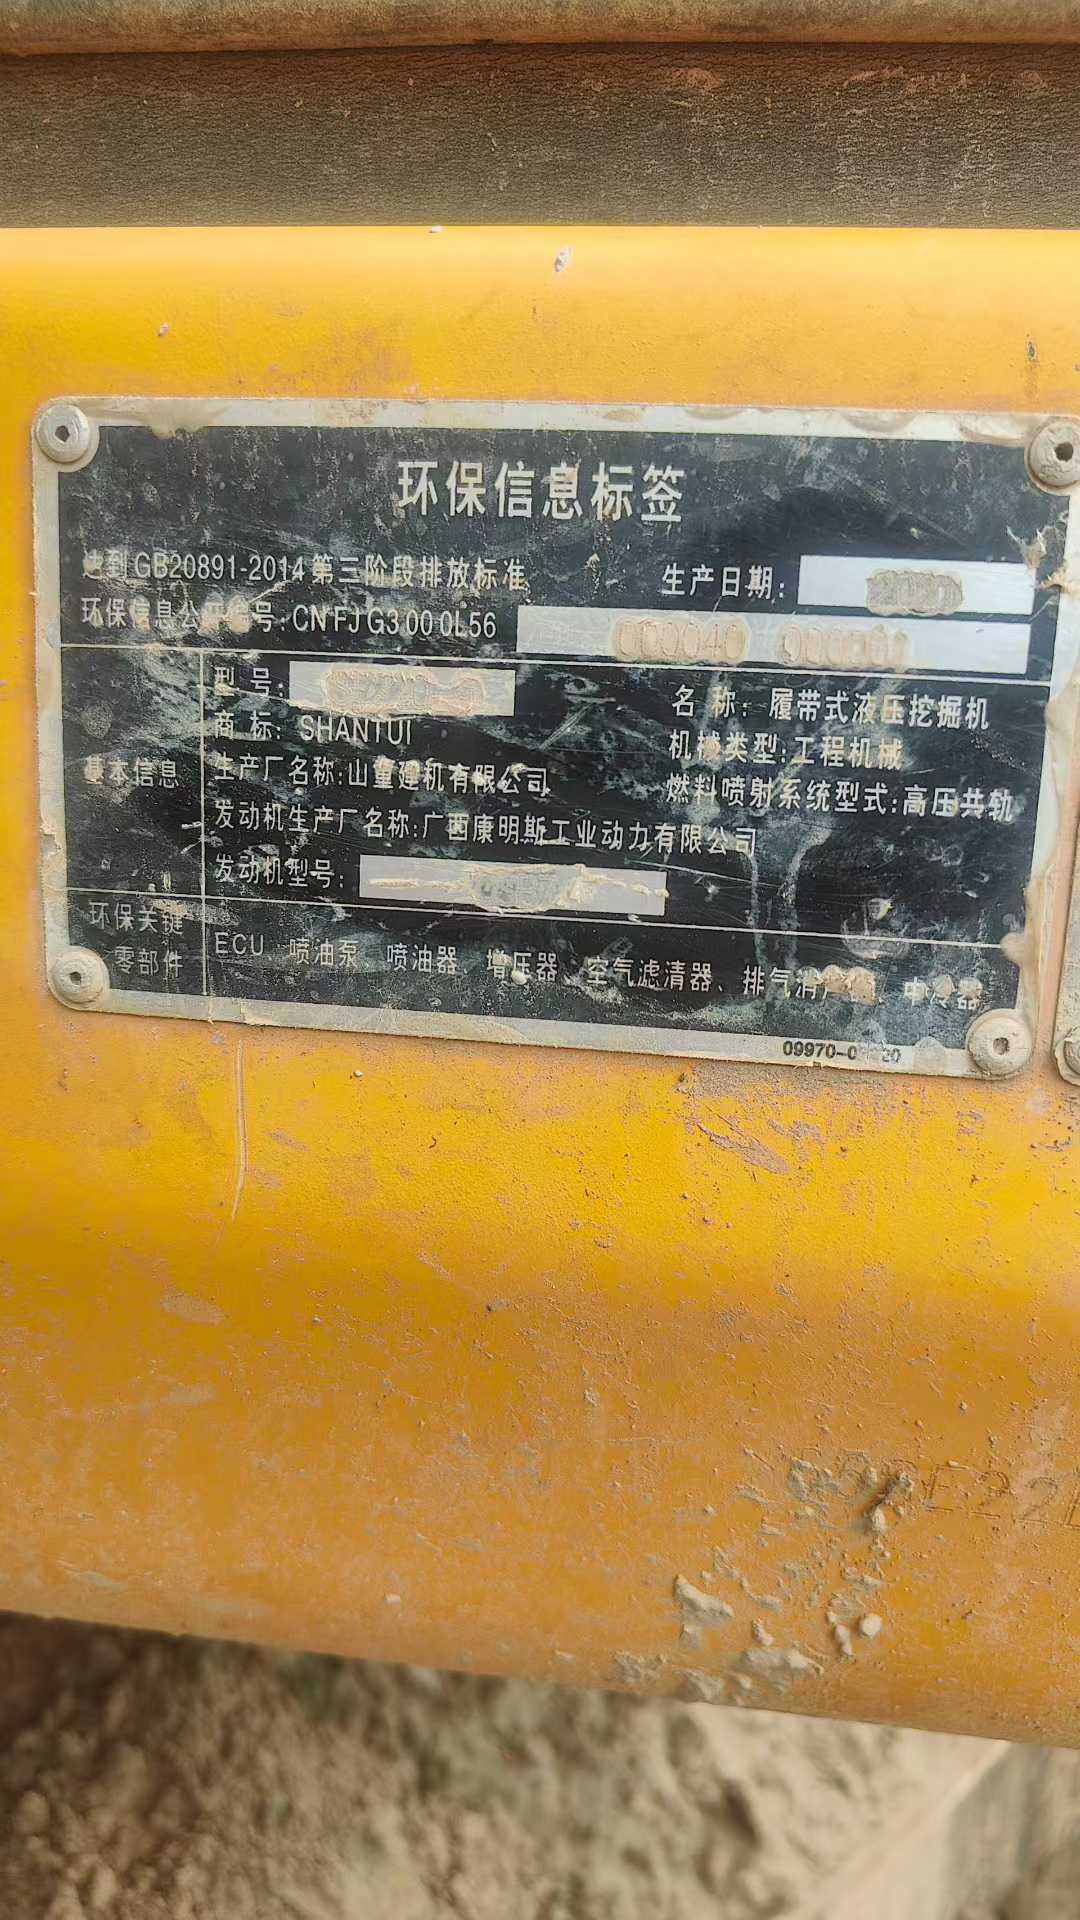 环保信息标签
达到GB20891-2014第三阶段排放标准
生产日期:
环保信息公开编号:CN FJ G3 00 0L56 000040
型 号:
名 称: 履带式液压挖掘机
商 标: SHANTUI
机械类型:工程机械
基本信息
生产厂名称:山重建机有限公司
燃料喷射系统型式:高压共轨
发动机生产厂名称:广西康明斯工业动力有限公司
发动机型号:
环保关键
零部件
ECU 喷油泵 喷油器、增压器、空气滤清器、排气消声器、中冷器
09970-0